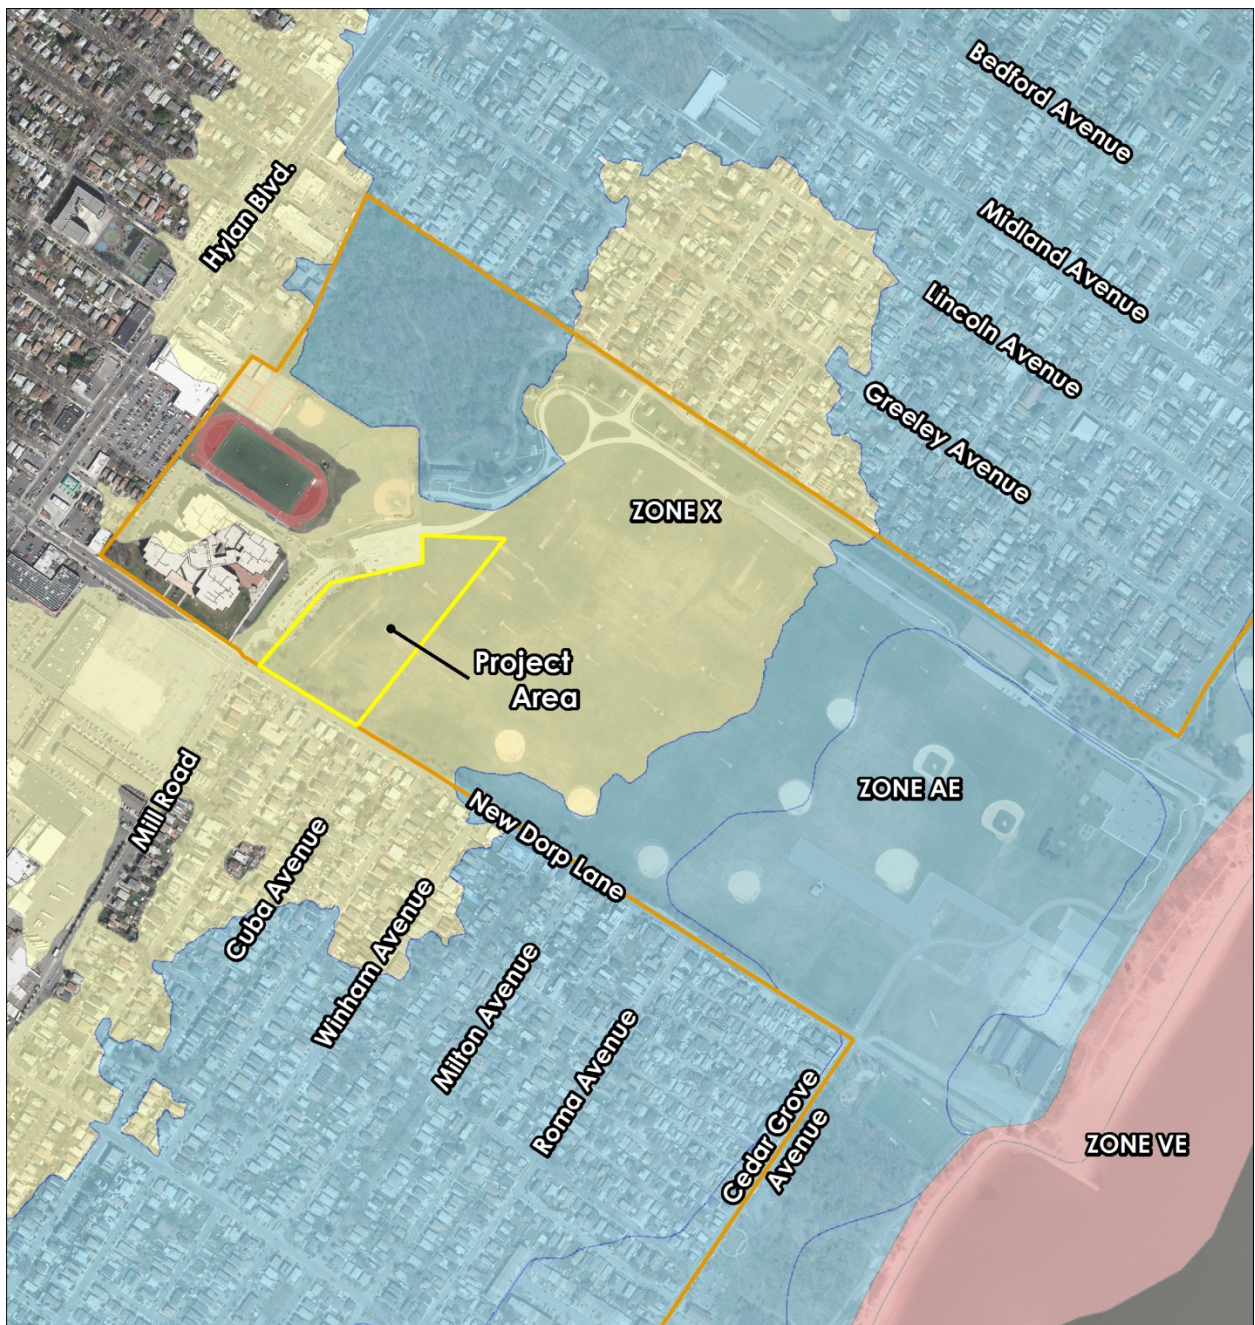 Bedford Avenue
Hylan Blvd.
Midland Avenue
Lincoln Avenue
Greeley Avenue
ZONE X
Project
Area
Mill Road
ZONE AE
New Dorp Lane
Cuba Avenue
Winham Avenue
Milton Avenue
Roma Avenue
Cedar Grove
Avenue
ZONE VE